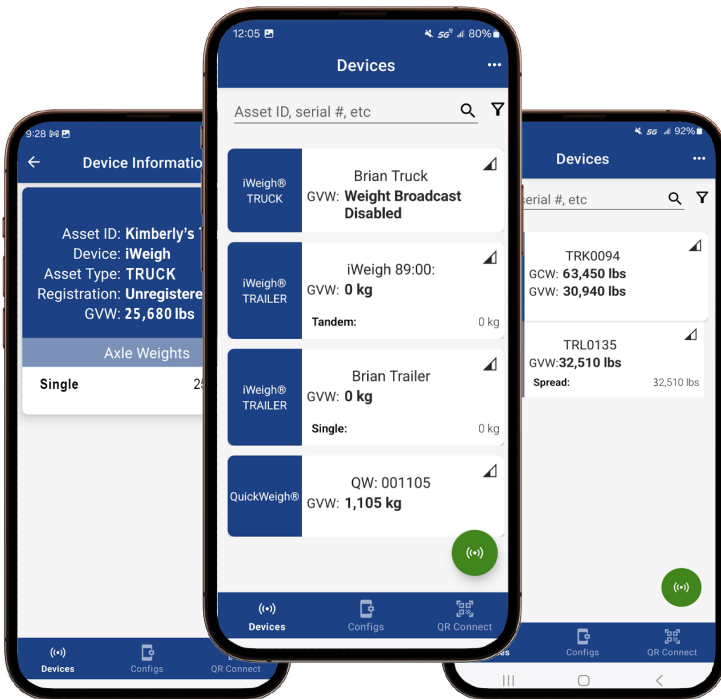 9:28
Device Informatio
Asset ID: Kimberly's
Device: iWeigh
Asset Type: TRUCK
Registration: Unregistere
GVW: 25,680 lbs
Axle Weights
Single
Devices
Configs
QR Connect
12:05
5G 80%
Devices
Asset ID, serial #, etc
iWeigh®
TRUCK
Brian Truck
GVW: Weight Broadcast
Disabled
iWeigh®
TRAILER
iWeigh 89:00:
GVW: 0 kg
Tandem: 0 kg
iWeigh®
TRAILER
Brian Trailer
GVW: 0 kg
Single: 0 kg
QuickWeigh®
QW: 001105
GVW: 1,105 kg
Devices
Configs
QR Connect
5G 92%
Devices
serial #, etc
TRK0094
GCW: 63,450 lbs
GVW: 30,940 lbs
TRL0135
GVW:32,510 lbs
Spread: 32,510 lbs
Configs
QR Connect